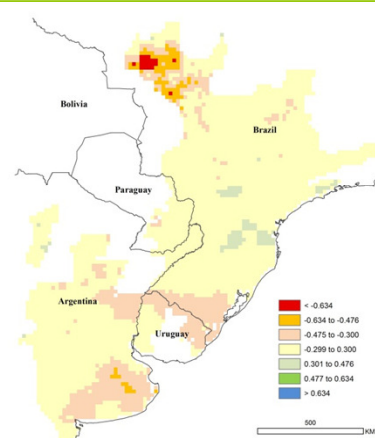 Bolivia
Brazil
Paraguay
Argentina
Uruguay
< -0.634
-0.634 to -0.476
-0.475 to -0.300
-0.299 to 0.300
0.301 to 0.476
0.477 to 0.634
> 0.634
500
KM